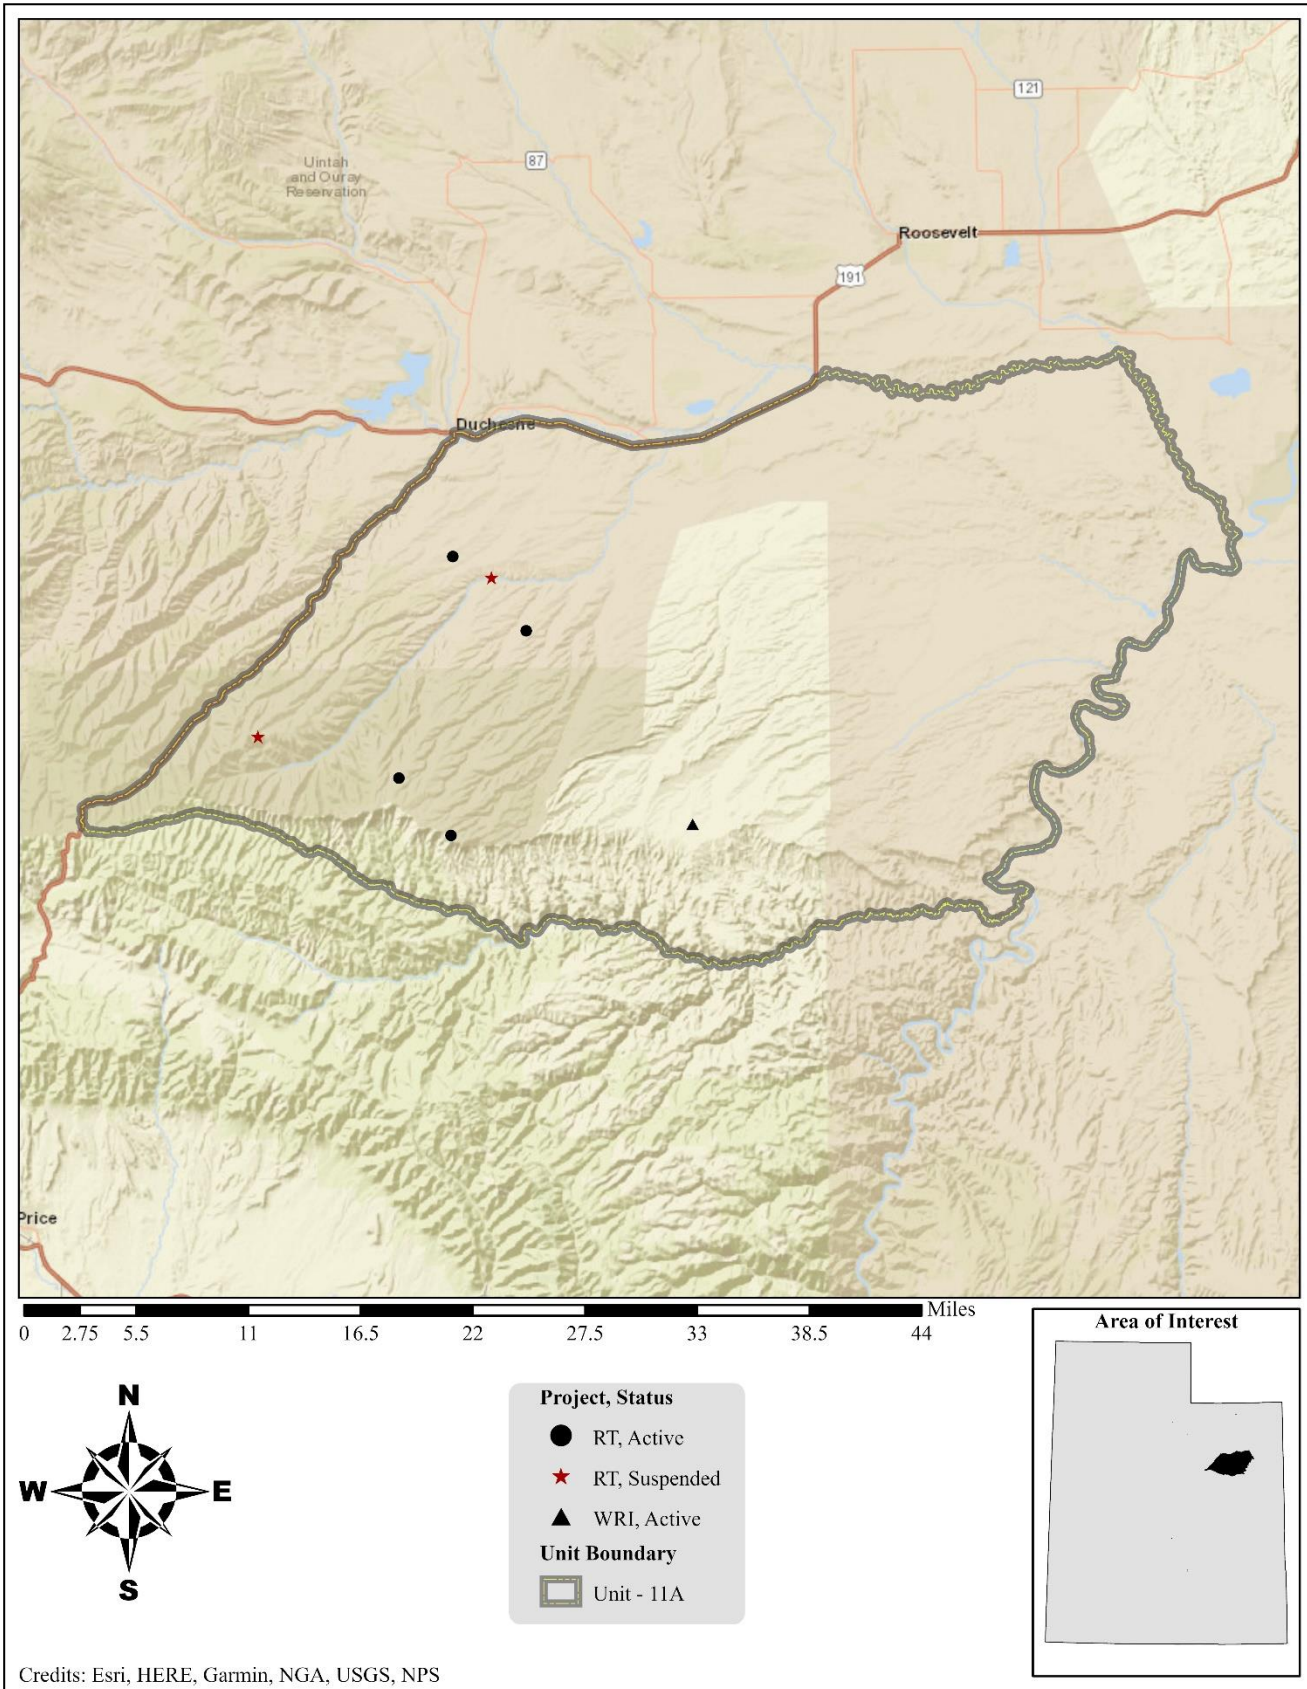 121
87
Uintah
and Ouray
Reservation
Roosevelt
191
Duchesne
Price
Miles
0 2.75 5.5 11 16.5 22 27.5 33 38.5 44
Area of Interest
N
W E
S
Project, Status
RT, Active
RT, Suspended
WRI, Active
Unit Boundary
Unit - 11A
Credits: Esri, HERE, Garmin, NGA, USGS, NPS